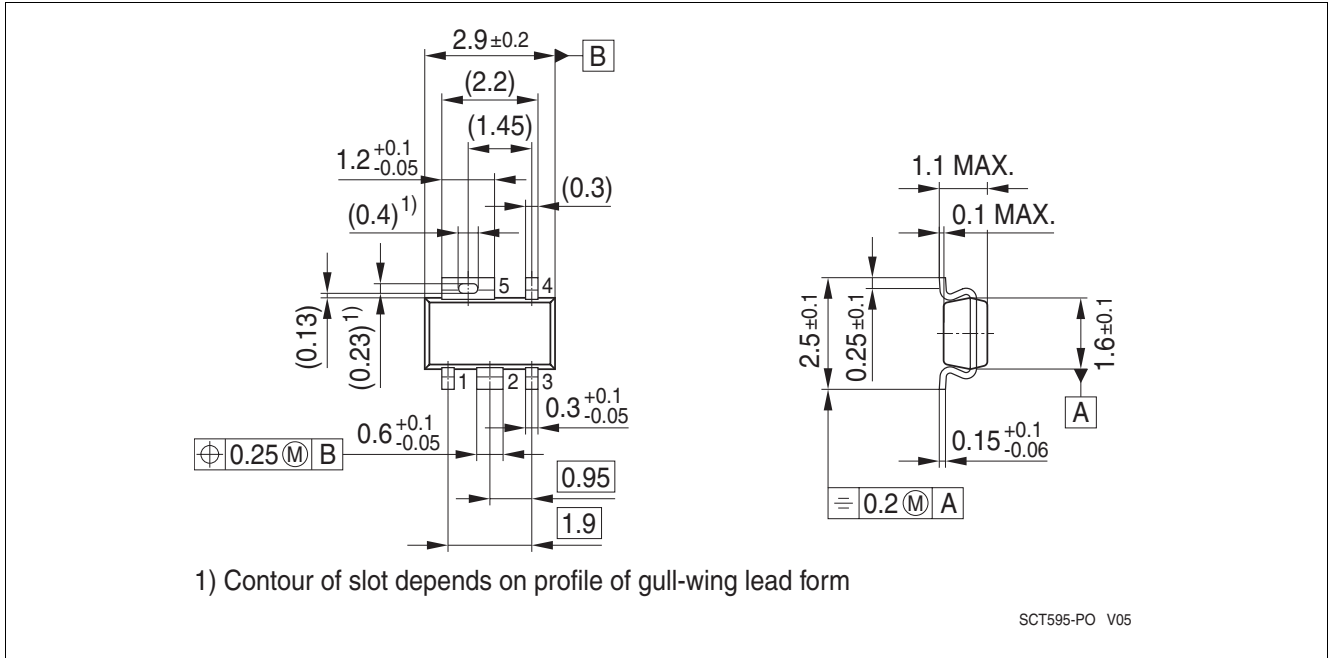 2.9±0.2
B
(2.2)
(1.45)
1.2 +0.1 -0.05
(0.3)
(0.4) 1)
5
4
(0.13)
(0.23) 1)
1
2
3
0.3 +0.1 -0.05
0.6 +0.1 -0.05
⌖ 0.25 Ⓜ B
0.95
1.9
1.1 MAX.
0.1 MAX.
2.5±0.1
0.25±0.1
1.6±0.1
A
0.15 +0.1 -0.06
⌯ 0.2 Ⓜ A
1) Contour of slot depends on profile of gull-wing lead form
SCT595-PO V05